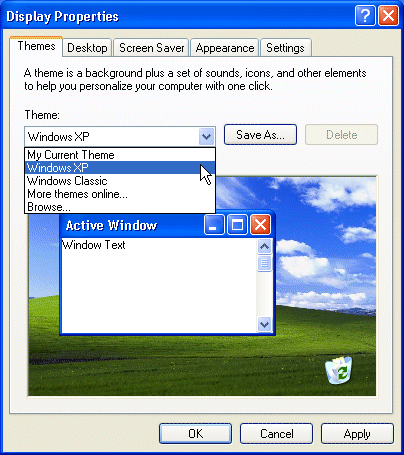 Display Properties
Themes Desktop Screen Saver Appearance Settings
A theme is a background plus a set of sounds, icons, and other elements
to help you personalize your computer with one click.
Theme:
Windows XP Save As... Delete
My Current Theme
Windows XP
Windows Classic
More themes online...
Browse...
Active Window
Window Text
OK Cancel Apply